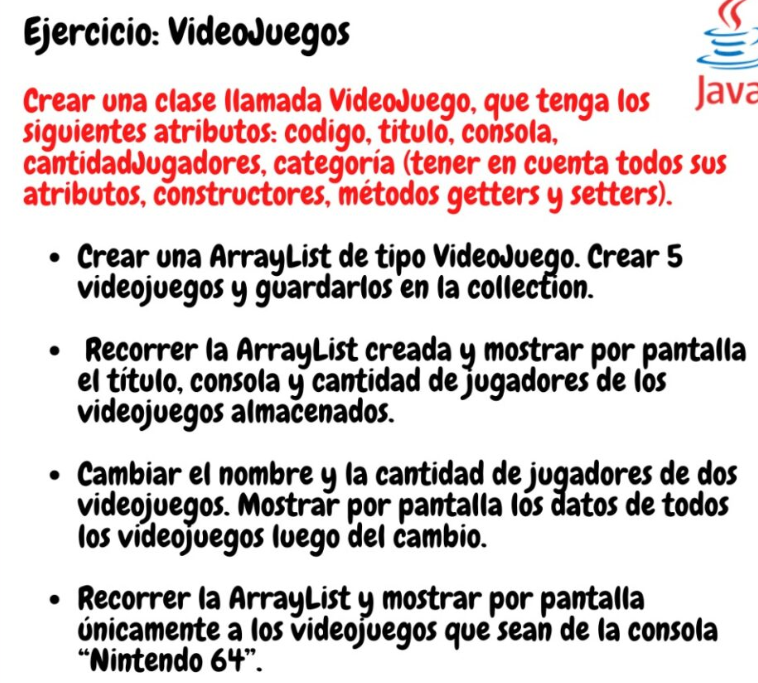 Ejercicio: VideoJuegos
Java
Crear una clase llamada VideoJuego, que tenga los
siguientes atributos: codigo, titulo, consola,
cantidadJugadores, categoría (tener en cuenta todos sus
atributos, constructores, métodos getters y setters).
• Crear una ArrayList de tipo VideoJuego. Crear 5
videojuegos y guardarlos en la collection.
• Recorrer la ArrayList creada y mostrar por pantalla
el título, consola y cantidad de jugadores de los
videojuegos almacenados.
• Cambiar el nombre y la cantidad de jugadores de dos
videojuegos. Mostrar por pantalla los datos de todos
los videojuegos luego del cambio.
• Recorrer la ArrayList y mostrar por pantalla
únicamente a los videojuegos que sean de la consola
“Nintendo 64”.